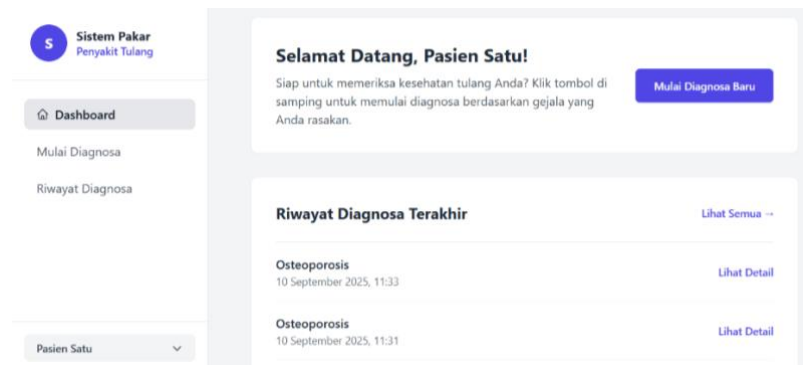 S
Sistem Pakar
Penyakit Tulang
Dashboard
Mulai Diagnosa
Riwayat Diagnosa
Pasien Satu
Selamat Datang, Pasien Satu!
Siap untuk memeriksa kesehatan tulang Anda? Klik tombol di
samping untuk memulai diagnosa berdasarkan gejala yang
Anda rasakan.
Mulai Diagnosa Baru
Riwayat Diagnosa Terakhir
Lihat Semua →
Osteoporosis
10 September 2025, 11:33
Lihat Detail
Osteoporosis
10 September 2025, 11:31
Lihat Detail